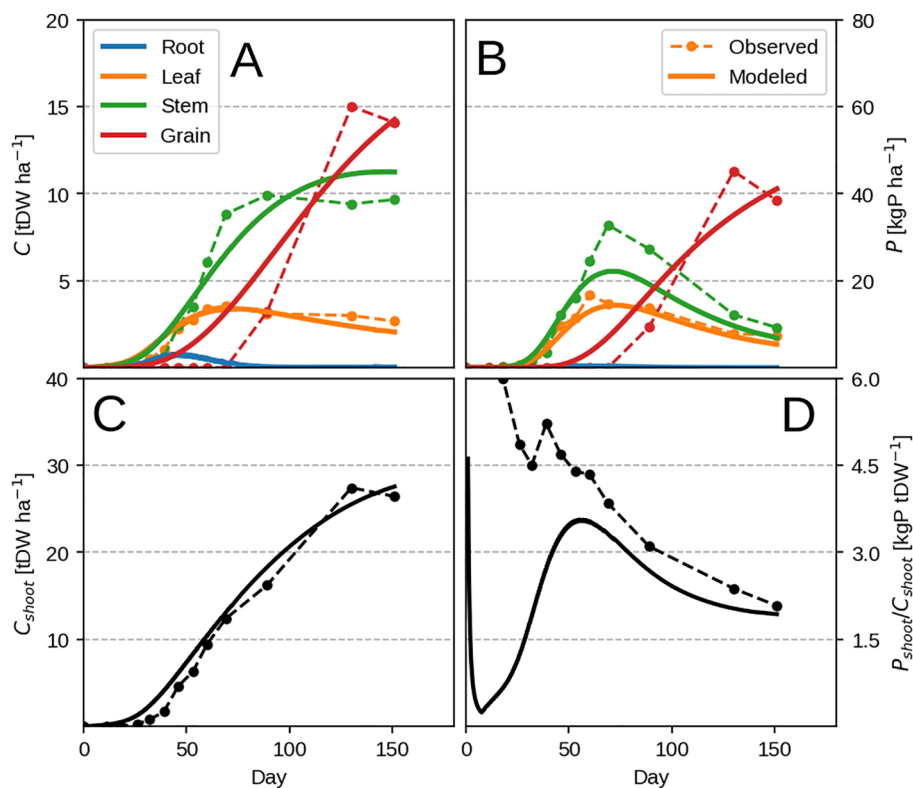 20
15
10
5
C [tDW ha⁻¹]
Root
Leaf
Stem
Grain
A
B
Observed
Modeled
80
60
40
20
P [kgP ha⁻¹]
40
30
20
10
0
C_shoot [tDW ha⁻¹]
C
D
6.0
4.5
3.0
1.5
P_shoot/C_shoot [kgP tDW⁻¹]
0 50 100 150
Day
0 50 100 150
Day